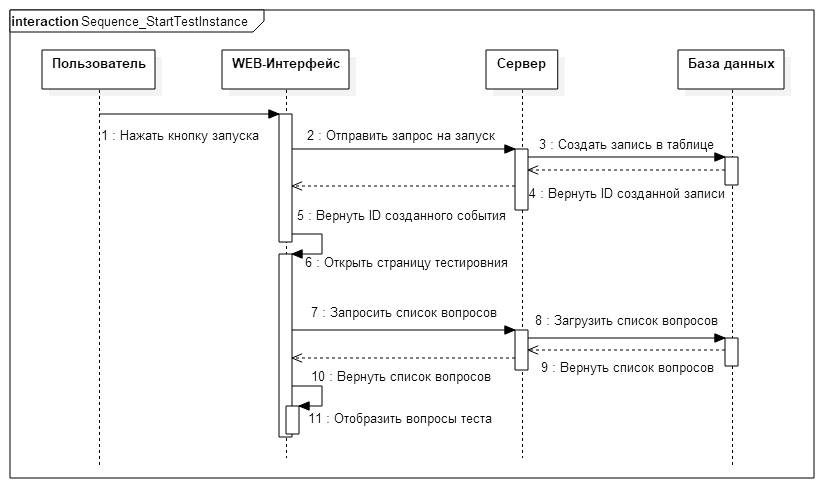 interaction Sequence_StartTestInstance
Пользователь
WEB-Интерфейс
Сервер
База данных
1 : Нажать кнопку запуска
2 : Отправить запрос на запуск
3 : Создать запись в таблице
4 : Вернуть ID созданной записи
5 : Вернуть ID созданного события
6 : Открыть страницу тестировния
7 : Запросить список вопросов
8 : Загрузить список вопросов
9 : Вернуть список вопросов
10 : Вернуть список вопросов
11 : Отобразить вопросы теста